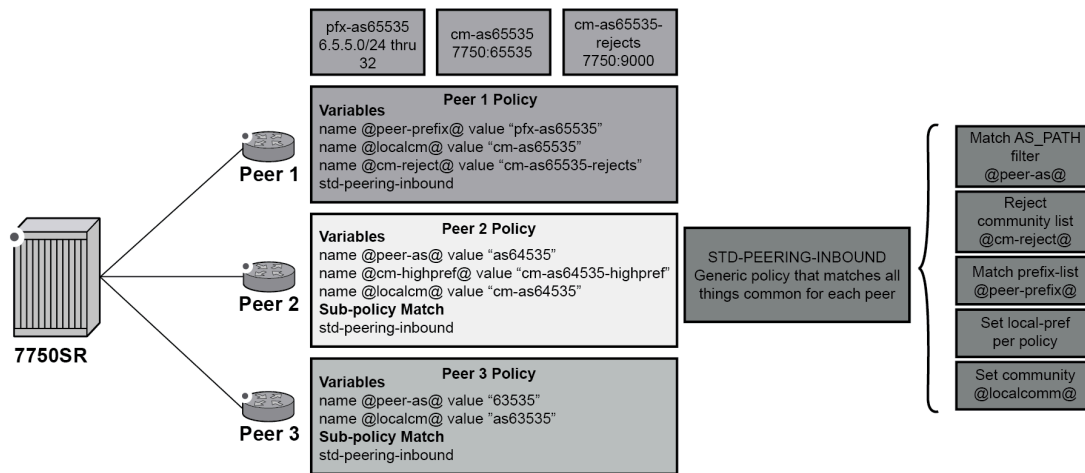 pfx-as65535
6.5.5.0/24 thru
32
cm-as65535
7750:65535
cm-as65535-
rejects
7750:9000
Peer 1 Policy
Variables
name @peer-prefix@ value “pfx-as65535”
name @localcm@ value “cm-as65535”
name @cm-reject@ value “cm-as65535-rejects”
std-peering-inbound
Peer 1
Peer 2 Policy
Variables
name @peer-as@ value “as64535”
name @cm-highpref@ value “cm-as64535-highpref”
name @localcm@ value “cm-as64535”
Sub-policy Match
std-peering-inbound
Peer 2
7750SR
Peer 3 Policy
Variables
name @peer-as@ value “63535”
name @localcm@ value ”as63535”
Sub-policy Match
std-peering-inbound
Peer 3
STD-PEERING-INBOUND
Generic policy that matches all
things common for each peer
Match AS_PATH
filter
@peer-as@
Reject
community list
@cm-reject@
Match prefix-list
@peer-prefix@
Set local-pref
per policy
Set community
@localcomm@